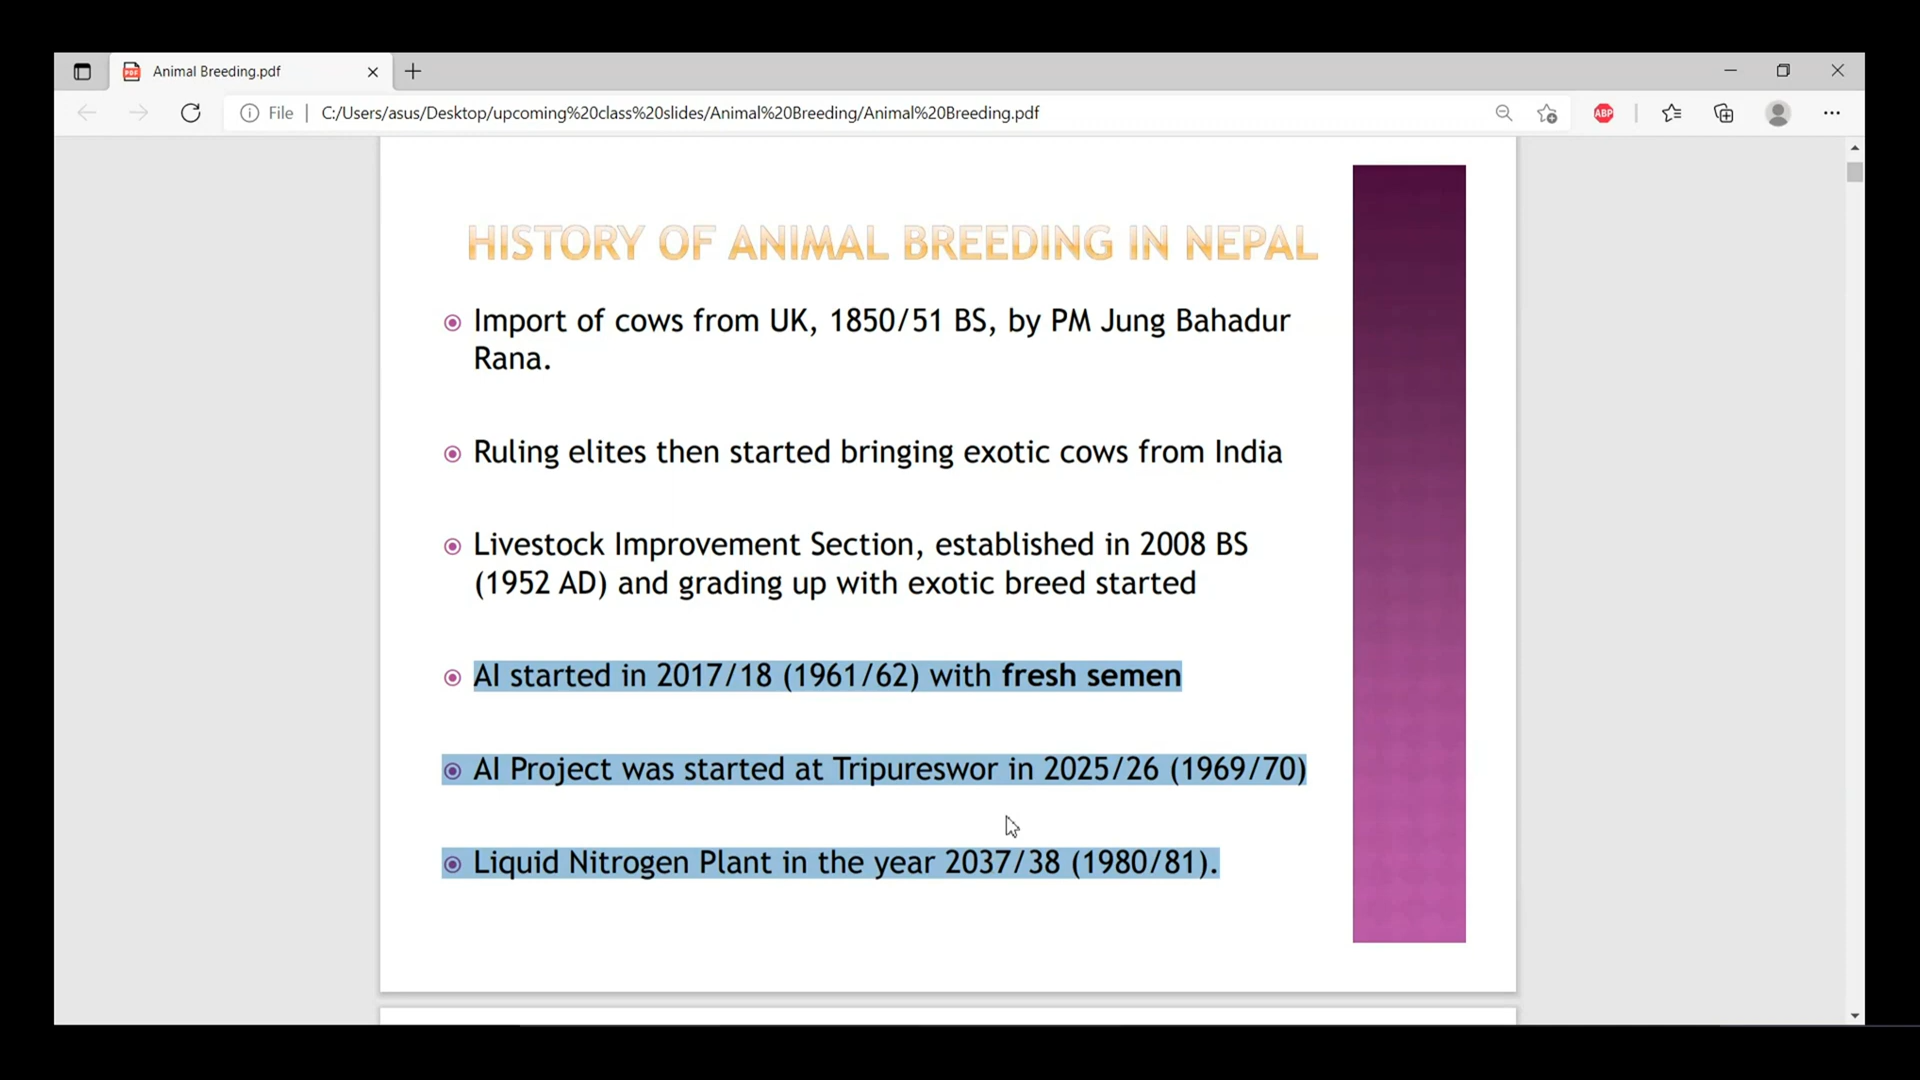 Animal Breeding.pdf
File
C:/Users/asus/Desktop/upcoming%20class%20slides/Animal%20Breeding/Animal%20Breeding.pdf
ABP
HISTORY OF ANIMAL BREEDING IN NEPAL
Import of cows from UK, 1850/51 BS, by PM Jung Bahadur
Rana.
Ruling elites then started bringing exotic cows from India
Livestock Improvement Section, established in 2008 BS
(1952 AD) and grading up with exotic breed started
AI started in 2017/18 (1961/62) with fresh semen
AI Project was started at Tripureswor in 2025/26 (1969/70)
Liquid Nitrogen Plant in the year 2037/38 (1980/81).